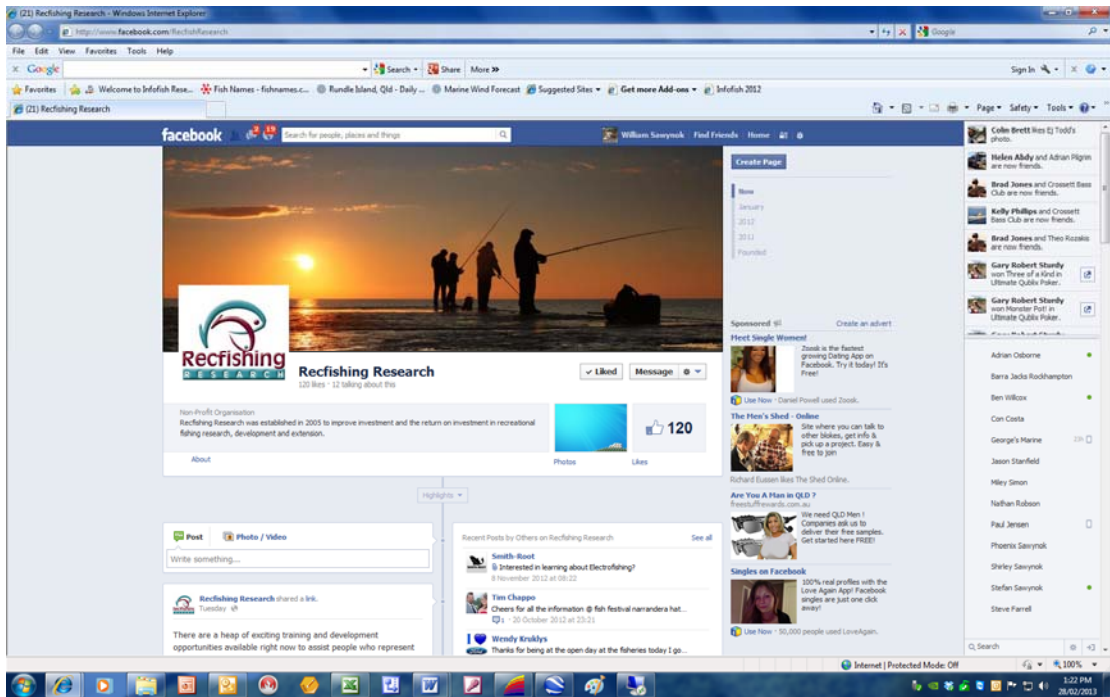 (21) Recfishing Research - Windows Internet Explorer
http://www.facebook.com/RecfishResearch
Google
File Edit View Favorites Tools Help
Google
Search
Share
More
Sign In
Favorites
Welcome to Infofish Rese...
Fish Names - fishnames.c...
Rundle Island, Qld - Daily ...
Marine Wind Forecast
Suggested Sites
Get more Add-ons
Infofish 2012
(21) Recfishing Research
Page Safety Tools
facebook
2
19
Search for people, places and things
William Sawynok
Find Friends
Home
Create Page
Now
January
2012
2011
Founded
Recfishing
RESEARCH
Recfishing Research
120 likes · 12 talking about this
Liked
Message
Non-Profit Organisation
Recfishing Research was established in 2005 to improve investment and the return on investment in recreational
fishing research, development and extension.
About
Photos
120
Likes
Highlights
Post
Photo / Video
Write something...
Recfishing Research shared a link.
Tuesday
There are a heap of exciting training and development
opportunities available right now to assist people who represent
Recent Posts by Others on Recfishing Research
See all
Smith-Root
Interested in learning about Electrofishing?
8 November 2012 at 08:22
Tim Chappo
Cheers for all the information @ fish festival narrandera hat...
1 · 20 October 2012 at 23:21
Wendy Kruklys
Thanks for being at the open day at the fisheries today I go...
Sponsored
Create an advert
Meet Single Women!
Zoosk is the fastest
growing Dating App on
Facebook. Try it today! It's
Free!
Use Now · Daniel Powell used Zoosk.
The Men's Shed - Online
Site where you can talk to
other blokes, get info &
pick up a project. Easy &
free to join
Richard Eussen likes The Shed Online.
Are You A Man in QLD ?
freestuffrewards.com.au
We need QLD Men !
Companies ask us to
deliver their free samples.
Get started here FREE!
Singles on Facebook
100% real profiles with the
Love Again App! Facebook
singles are just one click
away!
Use Now · 50,000 people used LoveAgain.
Colin Brett likes Ej Todd's
photo.
Helen Abdy and Adrian Pilgrim
are now friends.
Brad Jones and Crossett Bass
Club are now friends.
Kelly Phillips and Crossett
Bass Club are now friends.
Brad Jones and Theo Rozakis
are now friends.
Gary Robert Sturdy
won Three of a Kind in
Ultimate Qublix Poker.
Gary Robert Sturdy
won Monster Pot! in
Ultimate Qublix Poker.
Adrian Osborne
Barra Jacks Rockhampton
Ben Willcox
Con Costa
George's Marine
Jason Stanfield
Miley Simon
Nathan Robson
Paul Jensen
Phoenix Sawynok
Shirley Sawynok
Stefan Sawynok
Steve Farrell
Search
Internet | Protected Mode: Off
100%
1:22 PM
28/02/2013